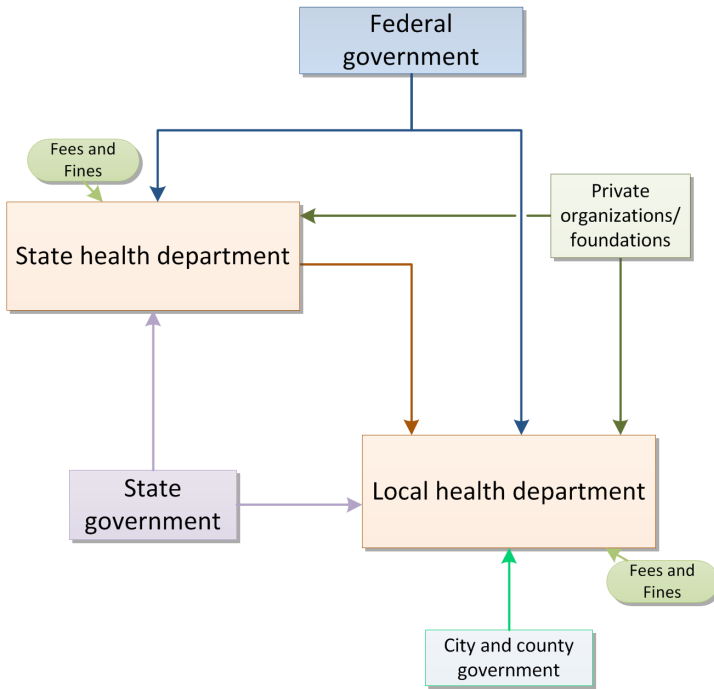 Federal
government
Fees and
Fines
Private
organizations/
foundations
State health department
State
government
Local health department
Fees and
Fines
City and county
government